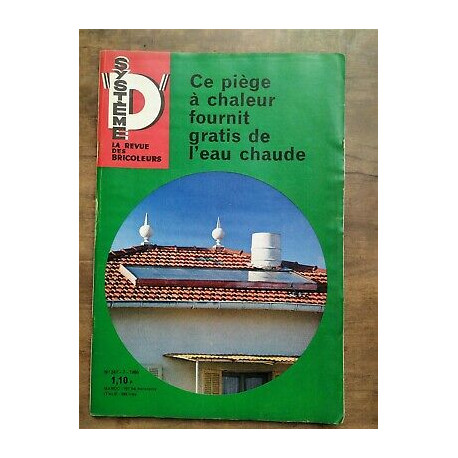 SYSTEME
"D"
LA REVUE
DES
BRICOLEURS
Ce piège
à chaleur
fournit
gratis de
l'eau chaude
1,10